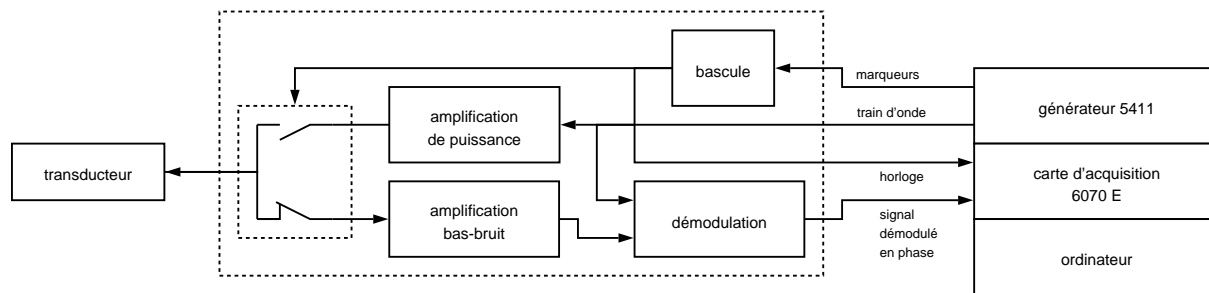 bascule
marqueurs
générateur 5411
amplification
de puissance
train d'onde
transducteur
horloge
carte d'acquisition
6070 E
amplification
bas-bruit
démodulation
signal
démodulé
en phase
ordinateur